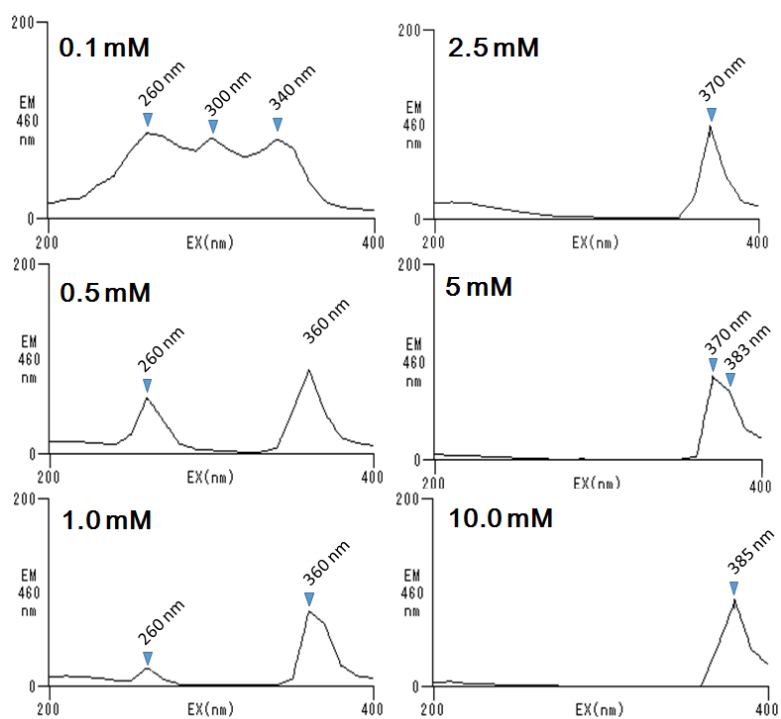 200
0.1 mM
260 nm
300 nm
340 nm
EM
460
nm
0
200
EX(nm)
400
200
2.5 mM
370 nm
EM
460
nm
0
200
EX(nm)
400
200
0.5 mM
260 nm
360 nm
EM
460
nm
0
200
EX(nm)
400
200
5 mM
370 nm
383 nm
EM
460
nm
0
200
EX(nm)
400
200
1.0 mM
260 nm
360 nm
EM
460
nm
0
200
EX(nm)
400
200
10.0 mM
385 nm
EM
460
nm
0
200
EX(nm)
400